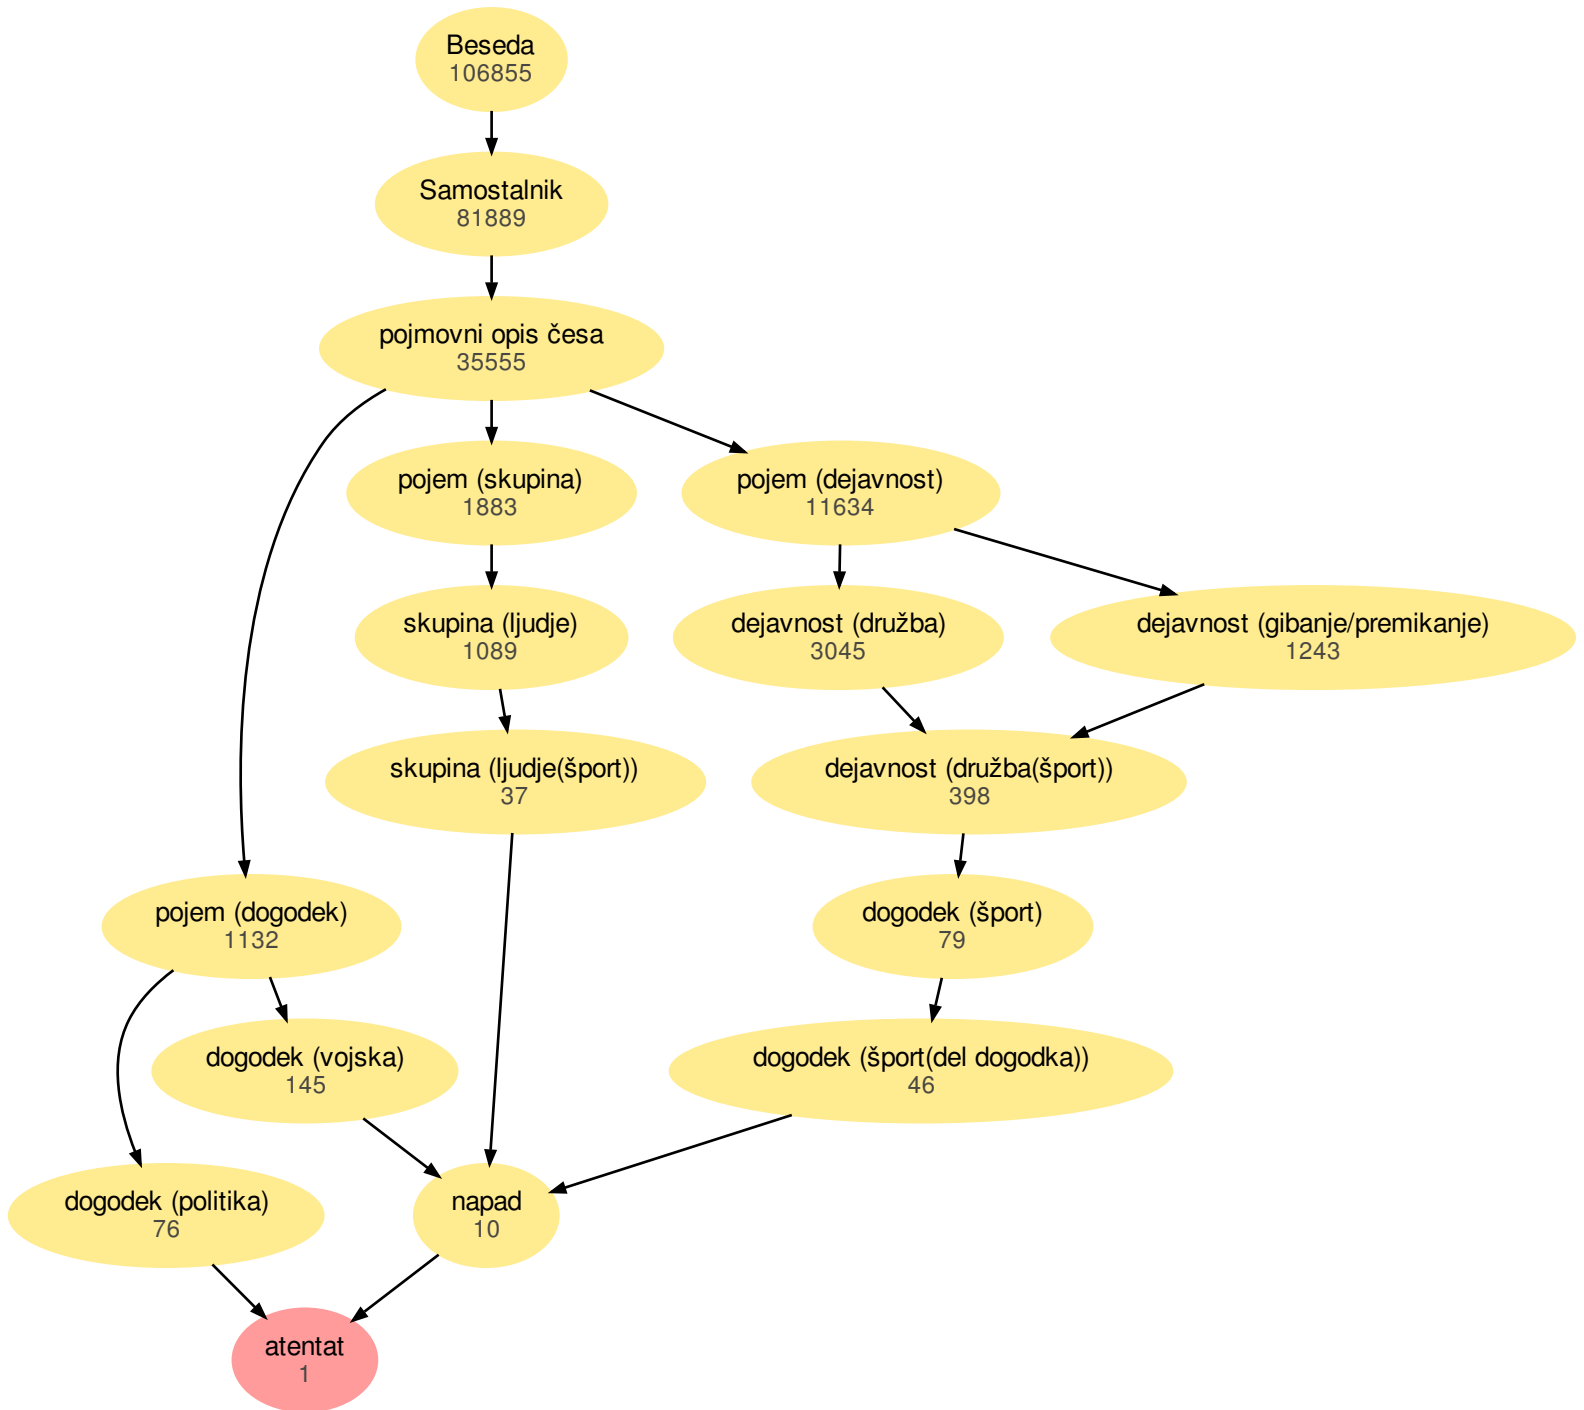 Beseda
106855
Samostalnik
81889
pojmovni opis česa
35555
pojem (skupina)
1883
pojem (dejavnost)
11634
skupina (ljudje)
1089
dejavnost (družba)
3045
dejavnost (gibanje/premikanje)
1243
skupina (ljudje(šport))
37
dejavnost (družba(šport))
398
pojem (dogodek)
1132
dogodek (šport)
79
dogodek (vojska)
145
dogodek (šport(del dogodka))
46
dogodek (politika)
76
napad
10
atentat
1